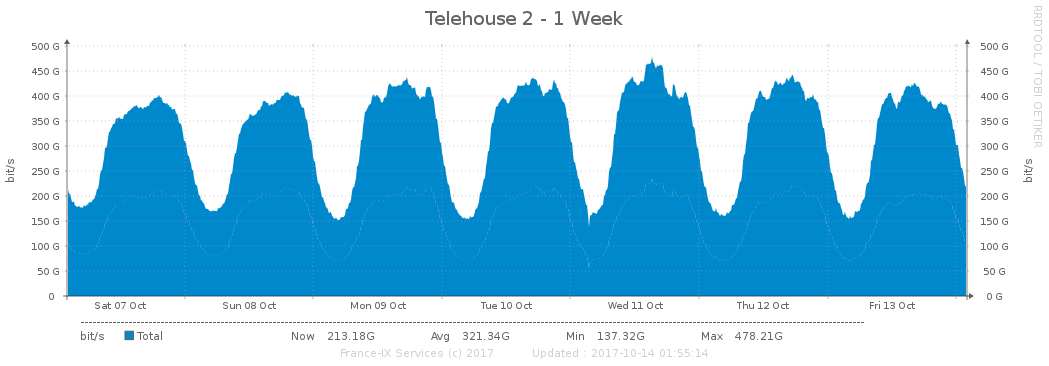 Telehouse 2 - 1 Week
RRDTOOL / TOBI OETIKER
500 G 500 G
450 G 450 G
400 G 400 G
350 G 350 G
300 G 300 G
250 G 250 G
200 G 200 G
150 G 150 G
100 G 100 G
50 G 50 G
0 0 G
bit/s bit/s
Sat 07 Oct Sun 08 Oct Mon 09 Oct Tue 10 Oct Wed 11 Oct Thu 12 Oct Fri 13 Oct
bit/s Total Now 213.18G Avg 321.34G Min 137.32G Max 478.21G
France-IX Services (c) 2017 Updated : 2017-10-14 01:55:14